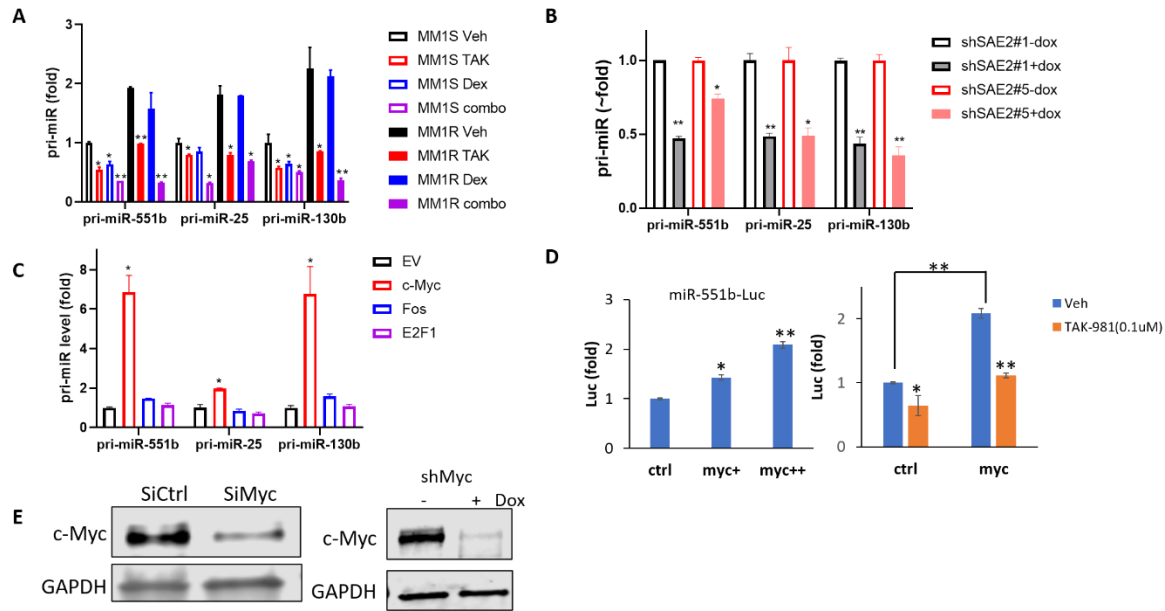 A
pri-miR (fold)
3
2
1
0
* * ** ** ** * * * * * * * * * **
pri-miR-551b pri-miR-25 pri-miR-130b
MM1S Veh
MM1S TAK
MM1S Dex
MM1S combo
MM1R Veh
MM1R TAK
MM1R Dex
MM1R combo
B
pri-miR (~fold)
1.0
0.5
0.0
** * ** * ** **
pri-miR-551b pri-miR-25 pri-miR-130b
shSAE2#1-dox
shSAE2#1+dox
shSAE2#5-dox
shSAE2#5+dox
C
pri-miR level (fold)
8
6
4
2
0
* * *
pri-miR-551b pri-miR-25 pri-miR-130b
EV
c-Myc
Fos
E2F1
D
miR-551b-Luc
Luc (fold)
3
2
1
0
* **
ctrl myc+ myc++
**
Luc (fold)
2
1
0
* **
ctrl myc
Veh
TAK-981(0.1uM)
E
SiCtrl SiMyc
c-Myc
GAPDH
shMyc
- + Dox
c-Myc
GAPDH